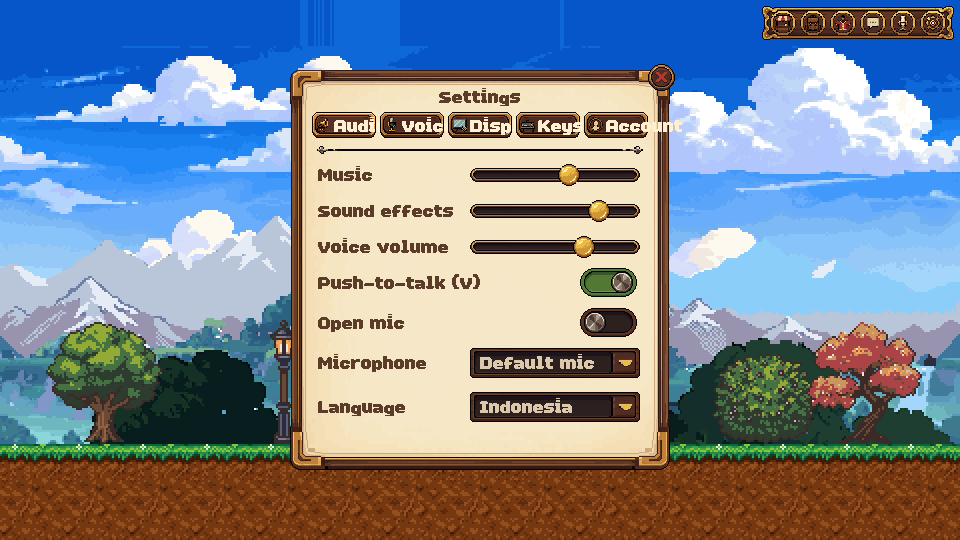 Settings
Audi Voic Disp Keys Account
Music
Sound effects
Voice volume
Push-to-talk (V)
Open mic
Microphone Default mic
Language Indonesia